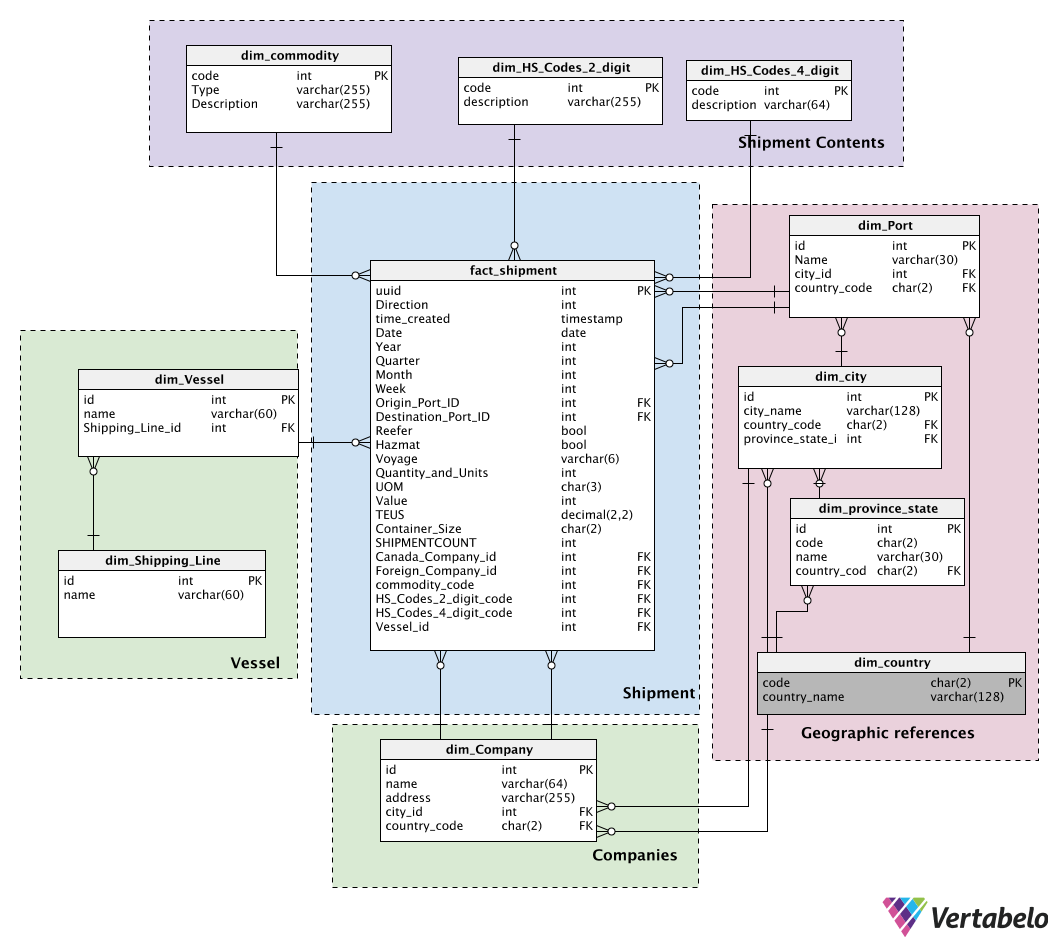 dim_commodity
code int PK
Type varchar(255)
Description varchar(255)
dim_HS_Codes_2_digit
code int PK
description varchar(255)
dim_HS_Codes_4_digit
code int PK
description varchar(64)
Shipment Contents
fact_shipment
uuid int PK
Direction int
time_created timestamp
Date date
Year int
Quarter int
Month int
Week int
Origin_Port_ID int FK
Destination_Port_ID int FK
Reefer bool
Hazmat bool
Voyage varchar(6)
Quantity_and_Units int
UOM char(3)
Value int
TEUS decimal(2,2)
Container_Size char(2)
SHIPMENTCOUNT int
Canada_Company_id int FK
Foreign_Company_id int FK
commodity_code int FK
HS_Codes_2_digit_code int FK
HS_Codes_4_digit_code int FK
Vessel_id int FK
Shipment
dim_Vessel
id int PK
name varchar(60)
Shipping_Line_id int FK
dim_Shipping_Line
id int PK
name varchar(60)
Vessel
dim_Port
id int PK
Name varchar(30)
city_id int FK
country_code char(2) FK
dim_city
id int PK
city_name varchar(128)
country_code char(2) FK
province_state_i int FK
dim_province_state
id int PK
code char(2)
name varchar(30)
country_cod char(2) FK
dim_country
code char(2) PK
country_name varchar(128)
Geographic references
dim_Company
id int PK
name varchar(64)
address varchar(255)
city_id int FK
country_code char(2) FK
Companies
Vertabelo